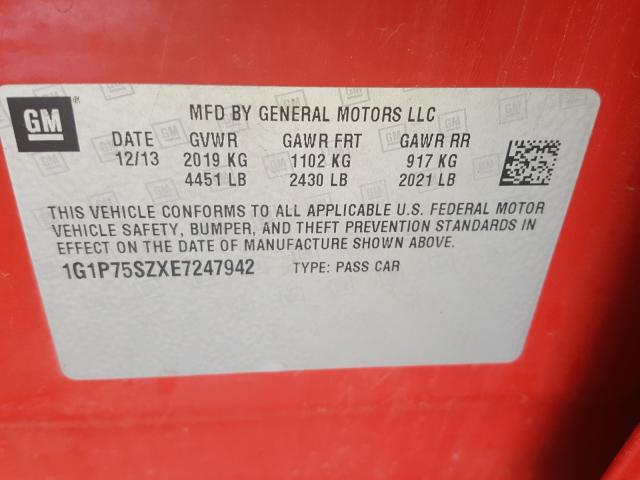 GM
MFD BY GENERAL MOTORS LLC
DATE GVWR GAWR FRT GAWR RR
12/13 2019 KG 1102 KG 917 KG
4451 LB 2430 LB 2021 LB
THIS VEHICLE CONFORMS TO ALL APPLICABLE U.S. FEDERAL MOTOR
VEHICLE SAFETY, BUMPER, AND THEFT PREVENTION STANDARDS IN
EFFECT ON THE DATE OF MANUFACTURE SHOWN ABOVE.
1G1P75SZXE7247942 TYPE: PASS CAR